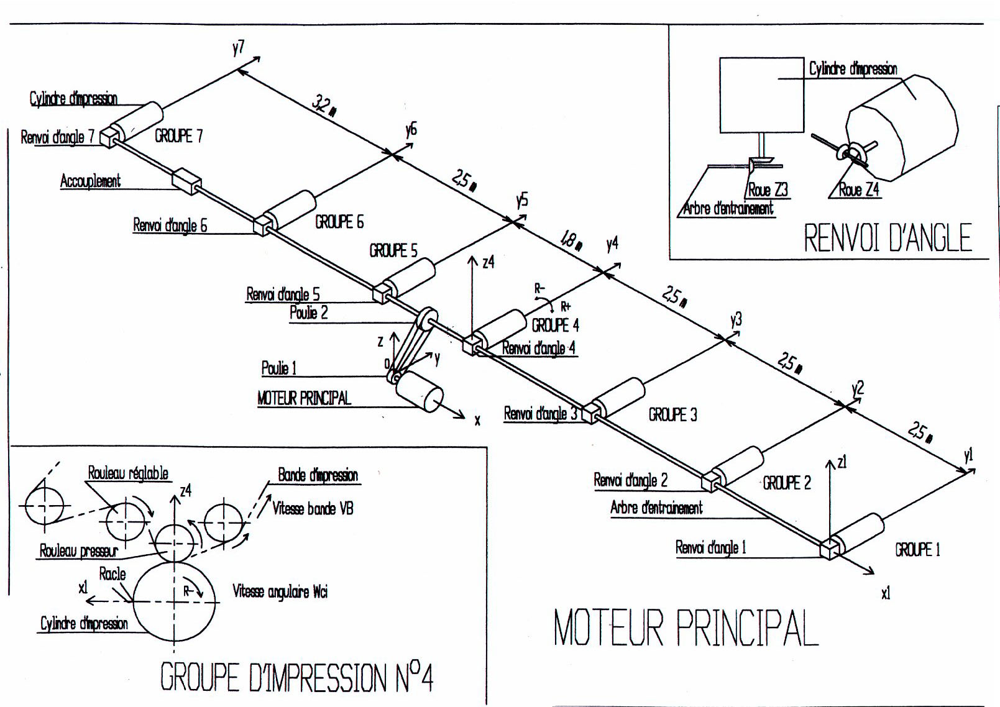 y7
Cylindre d'impression
3,2 m
Cylindre d'impression
Renvoi d'angle 7
GROUPE 7
y6
Accouplement
2,5 m
Roue Z3
Roue Z4
Arbre d'entrainement
y5
Renvoi d'angle 6
GROUPE 6
RENVOI D'ANGLE
1,8 m
y4
GROUPE 5
z4
Renvoi d'angle 5
R-
R+
2,5 m
Poulie 2
GROUPE 4
y3
z
Renvoi d'angle 4
0
y
Poulie 1
2,5 m
MOTEUR PRINCIPAL
y2
x
Renvoi d'angle 3
GROUPE 3
2,5 m
y1
z1
Renvoi d'angle 2
GROUPE 2
Arbre d'entrainement
Renvoi d'angle 1
GROUPE 1
x1
MOTEUR PRINCIPAL
Rouleau réglable
Bande d'impression
z4
Vitesse bande VB
Rouleau presseur
Racle
x1
R-
Vitesse angulaire Wci
Cylindre d'impression
GROUPE D'IMPRESSION N°4